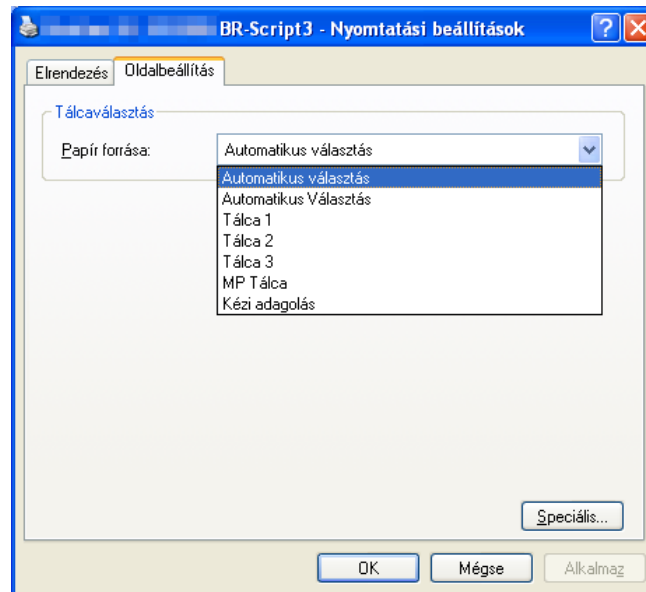 BR-Script3 - Nyomtatási beállítások
Elrendezés Oldalbeállítás
Tálcaválasztás
Papír forrása: Automatikus választás
Automatikus választás
Automatikus Választás
Tálca 1
Tálca 2
Tálca 3
MP Tálca
Kézi adagolás
Speciális...
OK Mégse Alkalmaz